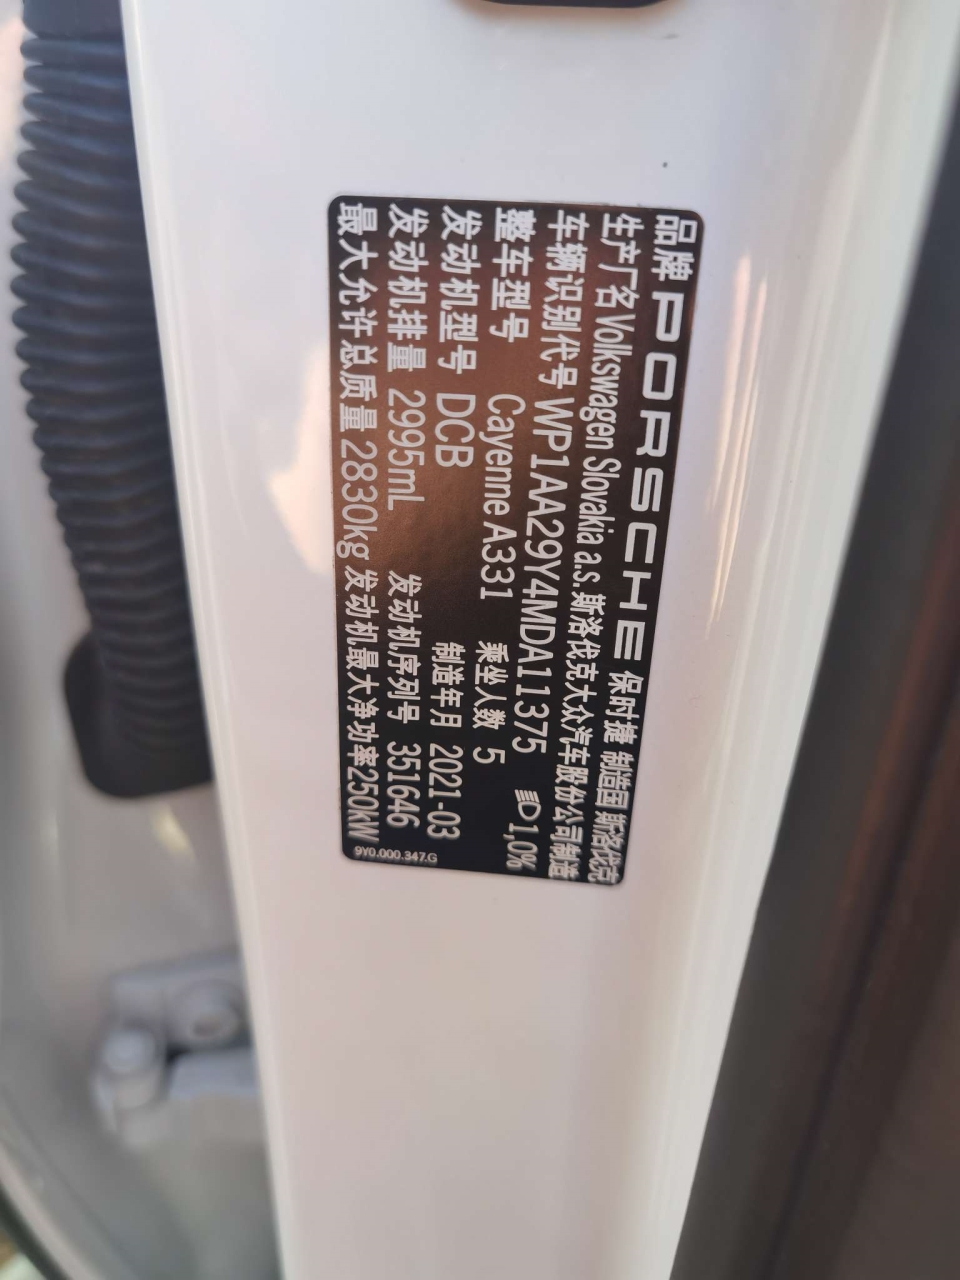 品牌 PORSCHE 保时捷 制造国 斯洛伐克
生产厂名 Volkswagen Slovakia a.s.斯洛伐克大众汽车股份公司制造
车辆识别代号 WP1AA29Y4MDA11375 1,0%
整车型号 Cayenne A331 乘坐人数 5
发动机型号 DCB 制造年月 2021-03
发动机排量 2995mL 发动机序列号 351646
最大允许总质量 2830kg 发动机最大净功率250kW
9Y0.000.347.G